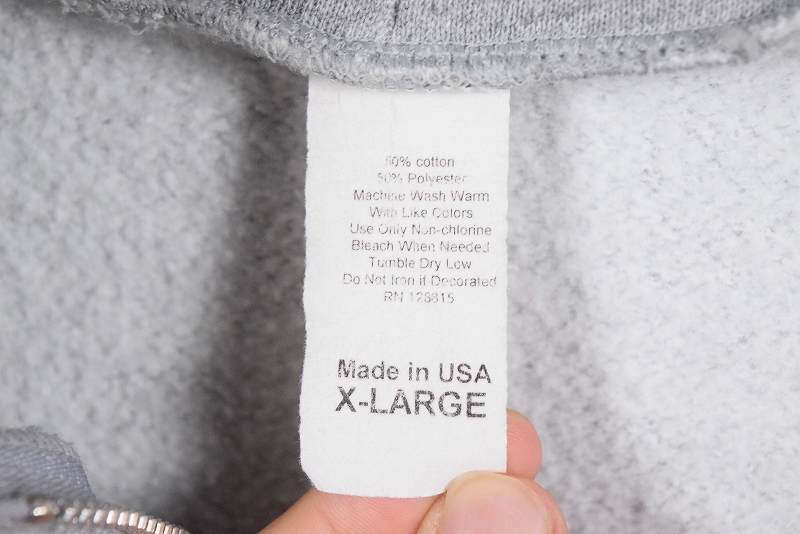 50% cotton
50% Polyester
Machine Wash Warm
With Like Colors
Use Only Non-chlorine
Bleach When Needed
Tumble Dry Low
Do Not Iron if Decorated
RN
Made in USA
X-LARGE